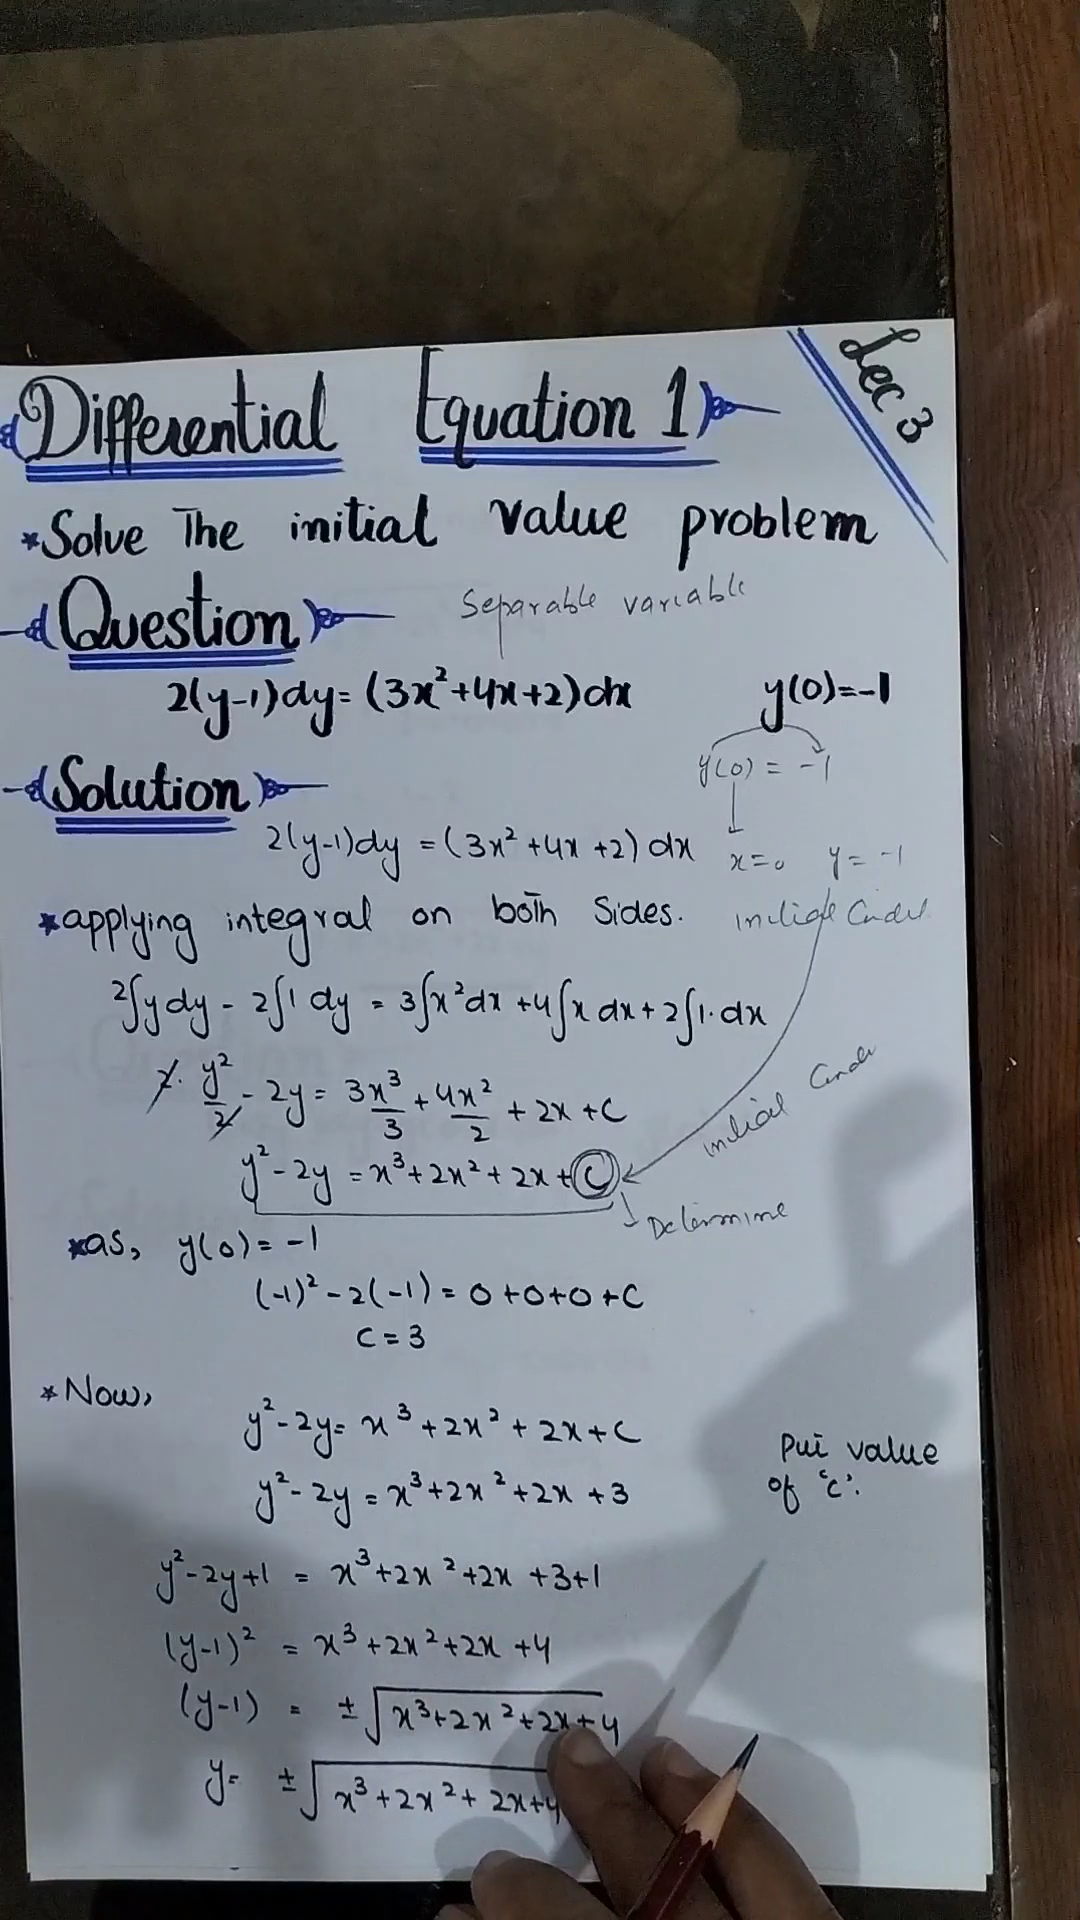 Differential Equation 1
Lec 3
*Solve The initial value problem
Question
Separable variable
2(y-1)dy= (3x²+4x+2)dx
y(0)=-1
y(0) = -1
x=0 y = -1
Solution
2(y-1)dy = (3x² +4x +2) dx
*applying integral on both Sides.
2∫ydy - 2∫1 dy = 3∫x²dx +4∫x dx + 2∫1.dx
2. y²/2 - 2y = 3x³/3 + 4x²/2 + 2x + C
y² - 2y = x³ + 2x² + 2x + C
Determine
*as, y(0) = -1
(-1)² - 2(-1) = 0 +0+0 +C
C = 3
*Now,
y² - 2y = x³ + 2x² + 2x + C
Put value
of 'c'.
y² - 2y = x³ + 2x² + 2x + 3
y² - 2y + 1 = x³ + 2x² + 2x + 3+1
(y-1)² = x³ + 2x² + 2x + 4
(y-1) = ± √x³+2x²+2x+4
y= ± √x³ + 2x² + 2x+4